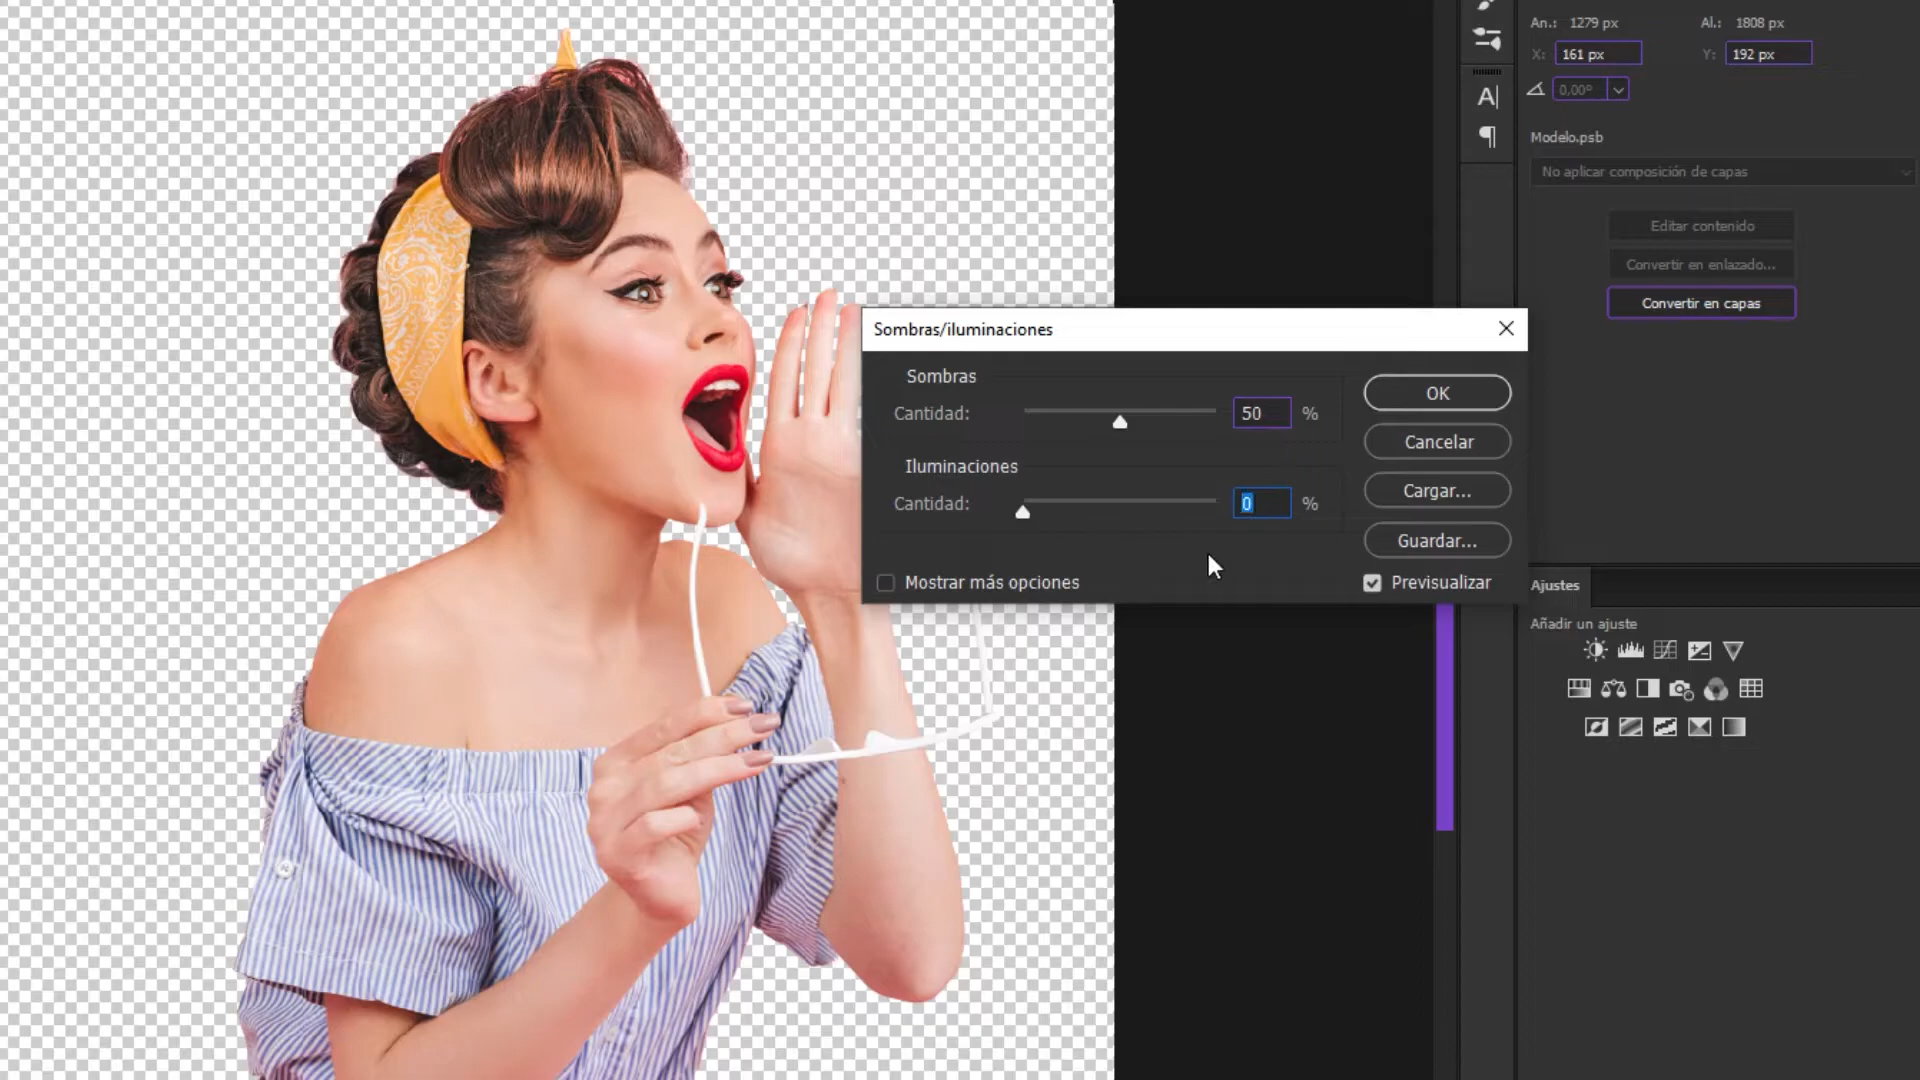 An.: 1279 px Al.: 1808 px
X: 161 px Y: 192 px
0,00º
A|
¶
Modelo.psb
No aplicar composición de capas
Editar contenido
Convertir en enlazado...
Convertir en capas
Sombras/iluminaciones
Sombras
Cantidad: 50 %
Iluminaciones
Cantidad: 0 %
OK
Cancelar
Cargar...
Guardar...
Mostrar más opciones
Previsualizar
Ajustes
Añadir un ajuste